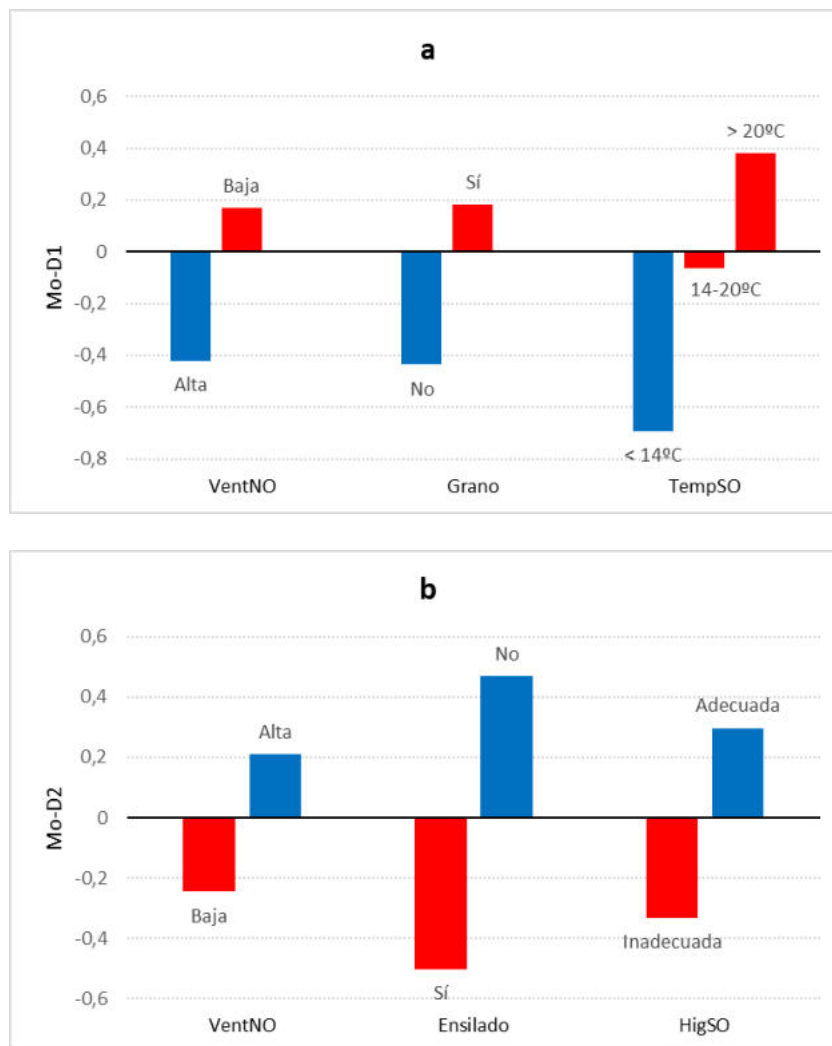 a
0,6
> 20ºC
0,4
Baja
Sí
0,2
0
Mo-D1
14-20ºC
-0,2
-0,4
Alta
No
-0,6
< 14ºC
-0,8
VentNO Grano TempSO
b
0,6
No
0,4
Alta
Adecuada
0,2
0
Mo-D2
-0,2
Baja
-0,4
Inadecuada
Sí
-0,6
VentNO Ensilado HigSO